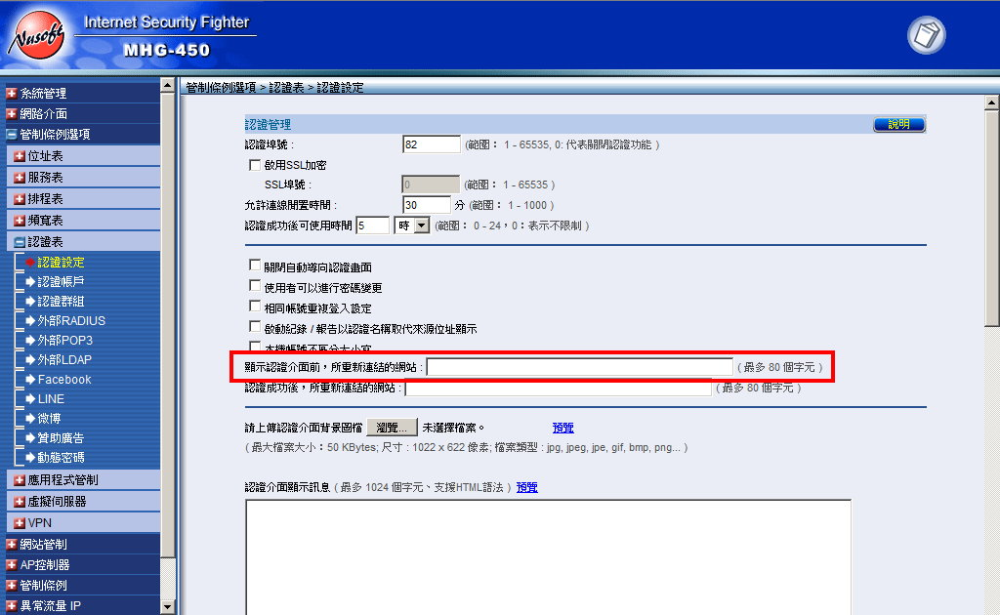 Nusoft
Internet Security Fighter
MHG-450
管制條例選項 > 認證表 > 認證設定
系統管理
網路介面
管制條例選項
位址表
服務表
排程表
頻寬表
認證表
認證設定
認證帳戶
認證群組
外部RADIUS
外部POP3
外部LDAP
Facebook
LINE
微博
贊助廣告
動態密碼
應用程式管制
虛擬伺服器
VPN
網站管制
AP控制器
管制條例
異常流量 IP
認證管理
說明
認證埠號 : 82 (範圍： 1 - 65535, 0: 代表關閉認證功能 )
啟用SSL加密
SSL埠號 : 0 (範圍： 1 - 65535 )
允許連線閒置時間 : 30 分 (範圍： 1 - 1000 )
認證成功後可使用時間 5 時 (範圍： 0 - 24，0：表示不限制 )
關閉自動導向認證畫面
使用者可以進行密碼變更
相同帳號重複登入設定
啟動紀錄 / 報告以認證名稱取代來源位址顯示
本機帳號不區分大小寫
顯示認證介面前，所重新連結的網站 : ( 最多 80 個字元 )
認證成功後，所重新連結的網站 : ( 最多 80 個字元 )
請上傳認證介面背景圖檔 瀏覽... 未選擇檔案。 預覽
( 最大檔案大小：50 KBytes; 尺寸 : 1022 x 622 像素; 檔案類型 : jpg, jpeg, jpe, gif, bmp, png... )
認證介面顯示訊息 ( 最多 1024 個字元、支援HTML語法 ) 預覽